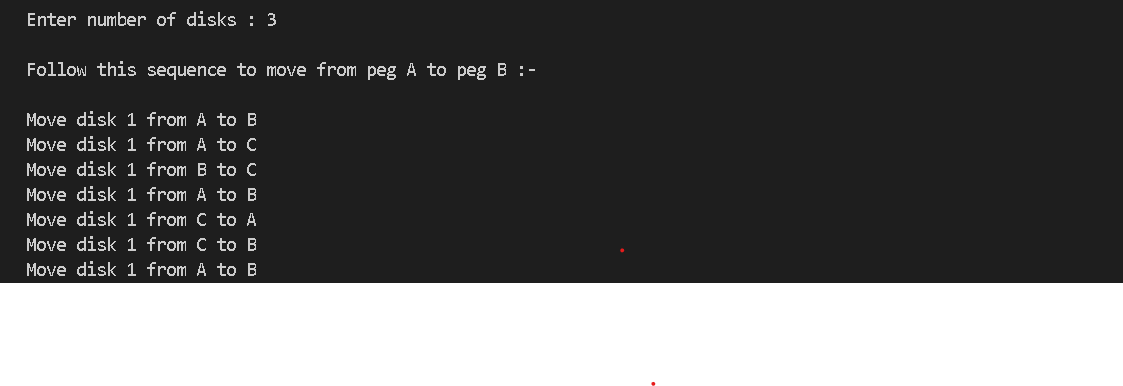 Enter number of disks : 3
Follow this sequence to move from peg A to peg B :-
Move disk 1 from A to B
Move disk 1 from A to C
Move disk 1 from B to C
Move disk 1 from A to B
Move disk 1 from C to A
Move disk 1 from C to B
Move disk 1 from A to B